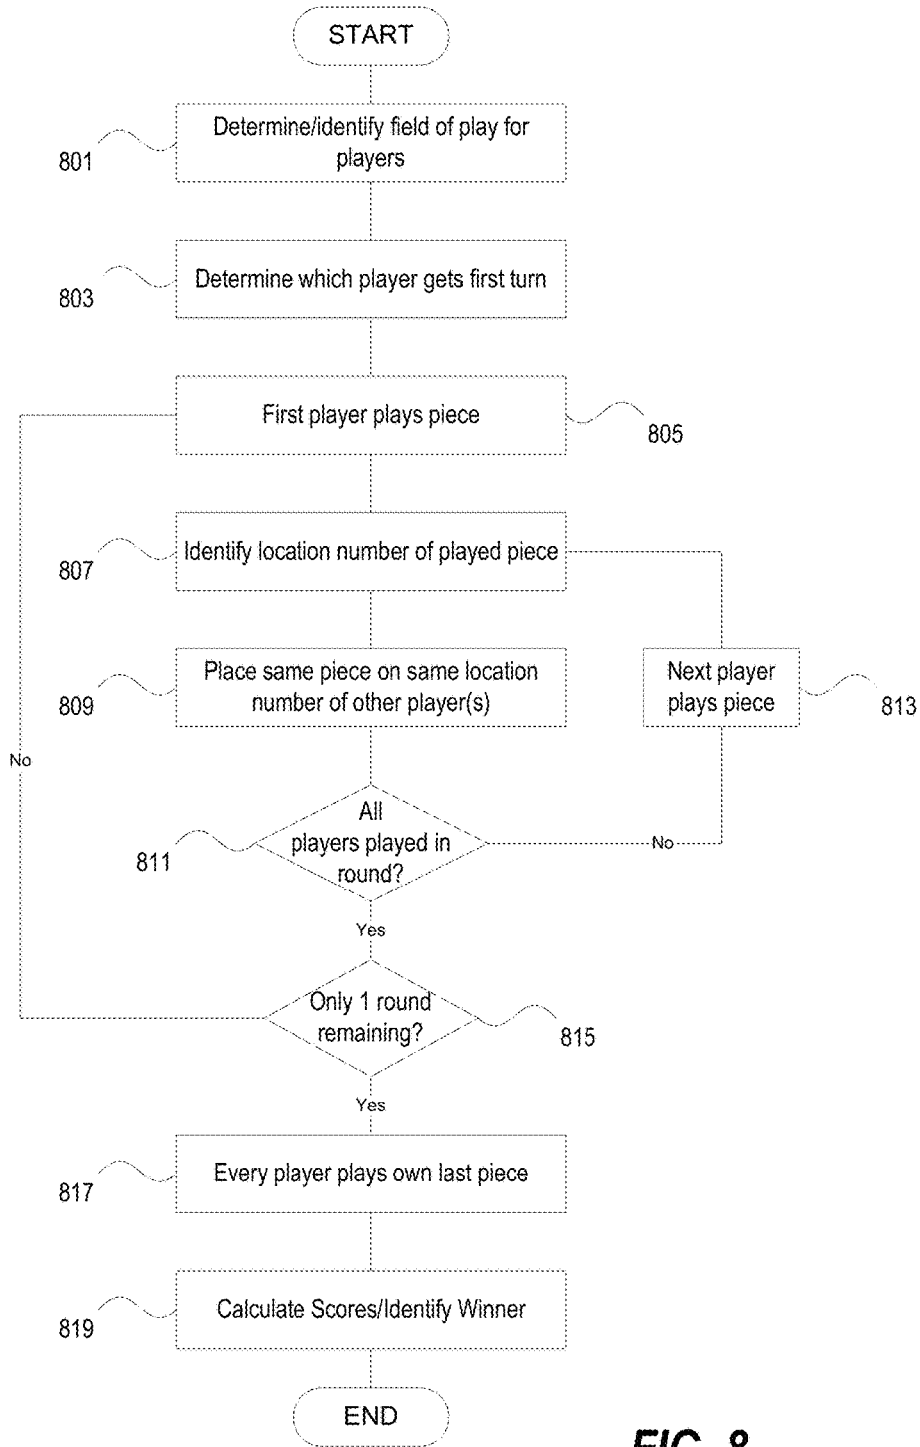 START
Determine/identify field of play for
players
801
Determine which player gets first turn
803
First player plays piece
805
Identify location number of played piece
807
Place same piece on same location
number of other player(s)
809
Next player
plays piece
813
No
All
players played in
round?
811
No
Yes
Only 1 round
remaining?
815
Yes
Every player plays own last piece
817
Calculate Scores/Identify Winner
819
END
FIG. 8